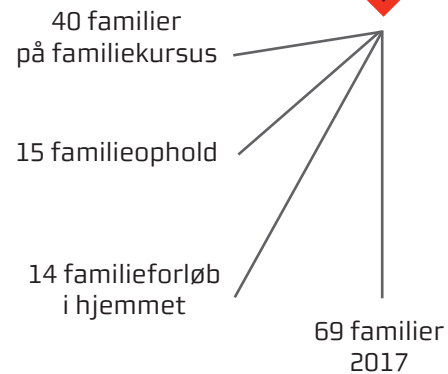 40 familier
på familiekursus
15 familieophold
14 familieforløb
i hjemmet
69 familier
2017